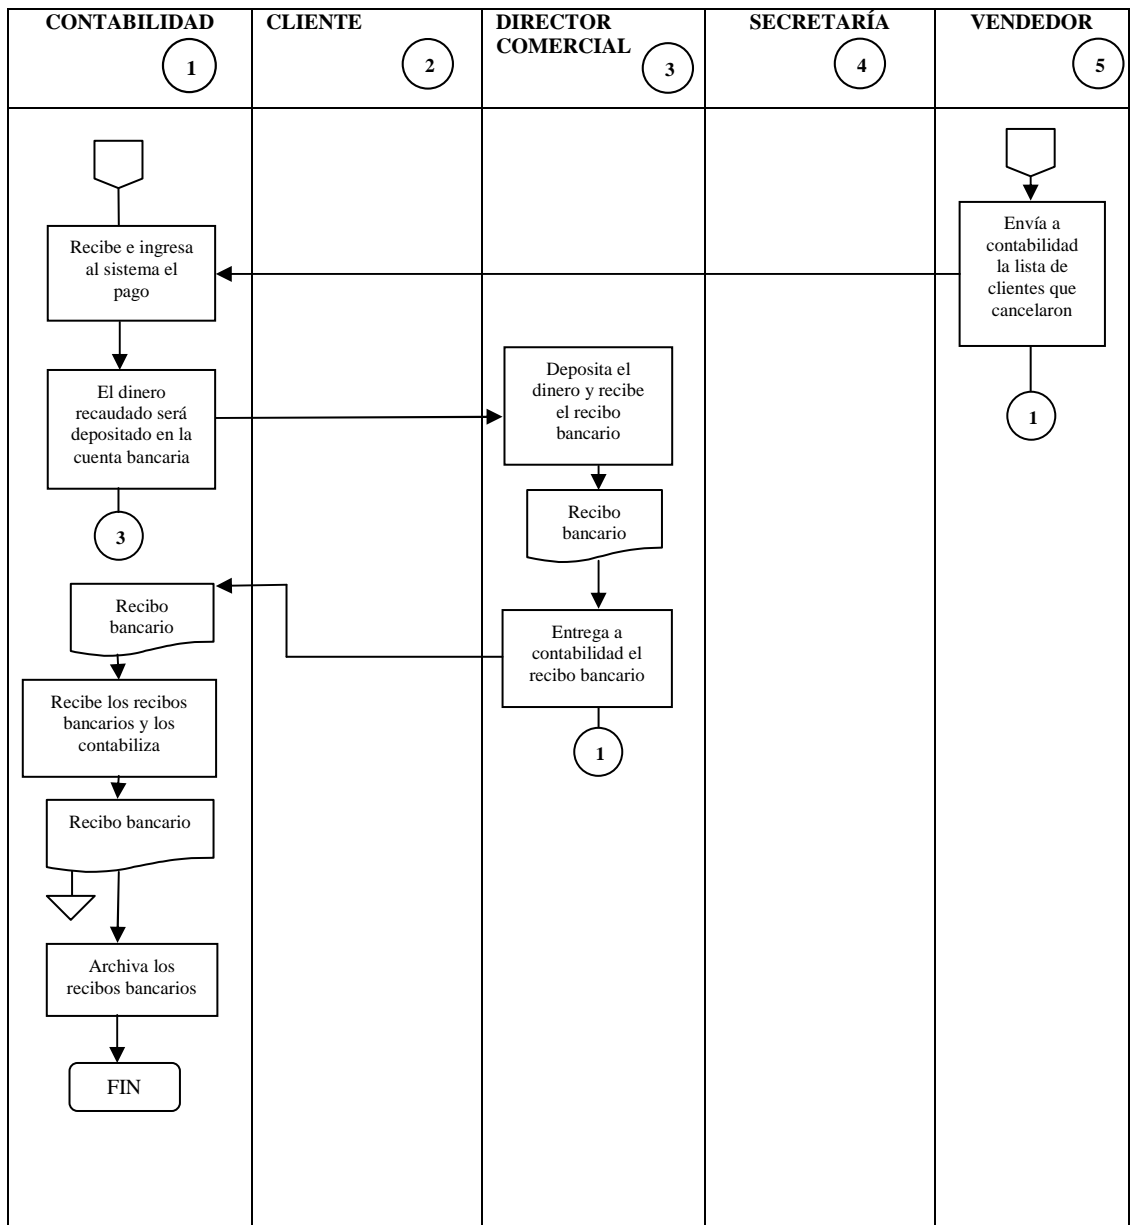 CONTABILIDAD
1
CLIENTE
2
DIRECTOR
COMERCIAL
3
SECRETARÍA
4
VENDEDOR
5
Envía a
contabilidad
la lista de
clientes que
cancelaron
1
Recibe e ingresa
al sistema el
pago
El dinero
recaudado será
depositado en la
cuenta bancaria
3
Deposita el
dinero y recibe
el recibo
bancario
Recibo
bancario
Entrega a
contabilidad el
recibo bancario
1
Recibo
bancario
Recibe los recibos
bancarios y los
contabiliza
Recibo bancario
Archiva los
recibos bancarios
FIN